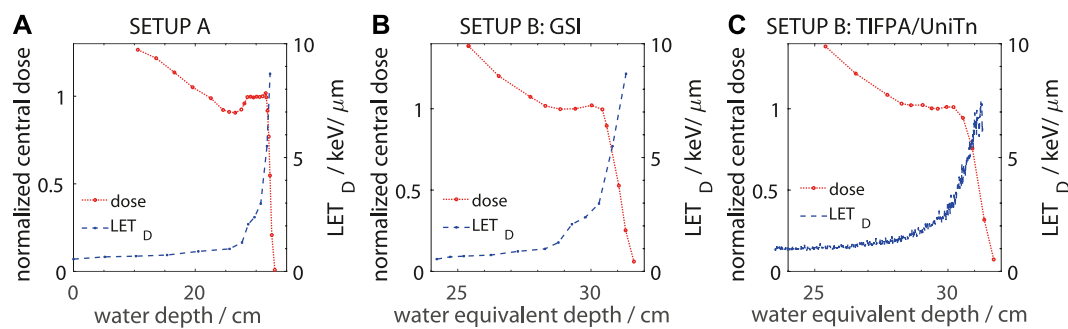 A
SETUP A
normalized central dose
1
0.5
0
10
5
0
LET D / keV/ μm
dose
LET D
0
10
20
30
water depth / cm
B
SETUP B: GSI
normalized central dose
1
0.5
0
10
5
0
LET D / keV/ μm
dose
LET D
25
30
water equivalent depth / cm
C
SETUP B: TIFPA/UniTn
normalized central dose
1
0.5
0
10
5
0
LET D / keV/ μm
dose
LET D
25
30
water equivalent depth / cm